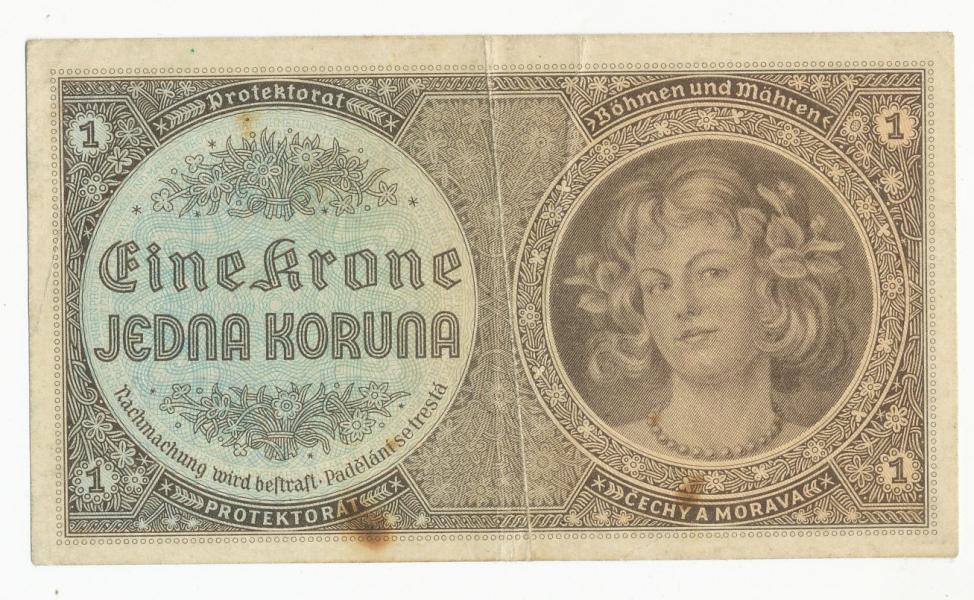 Protektorat
Böhmen und Mähren
1
1
Eine Krone
JEDNA KORUNA
Nachmachung wird bestraft. Padělání se trestá
1
1
PROTEKTORÁT
ČECHY A MORAVA